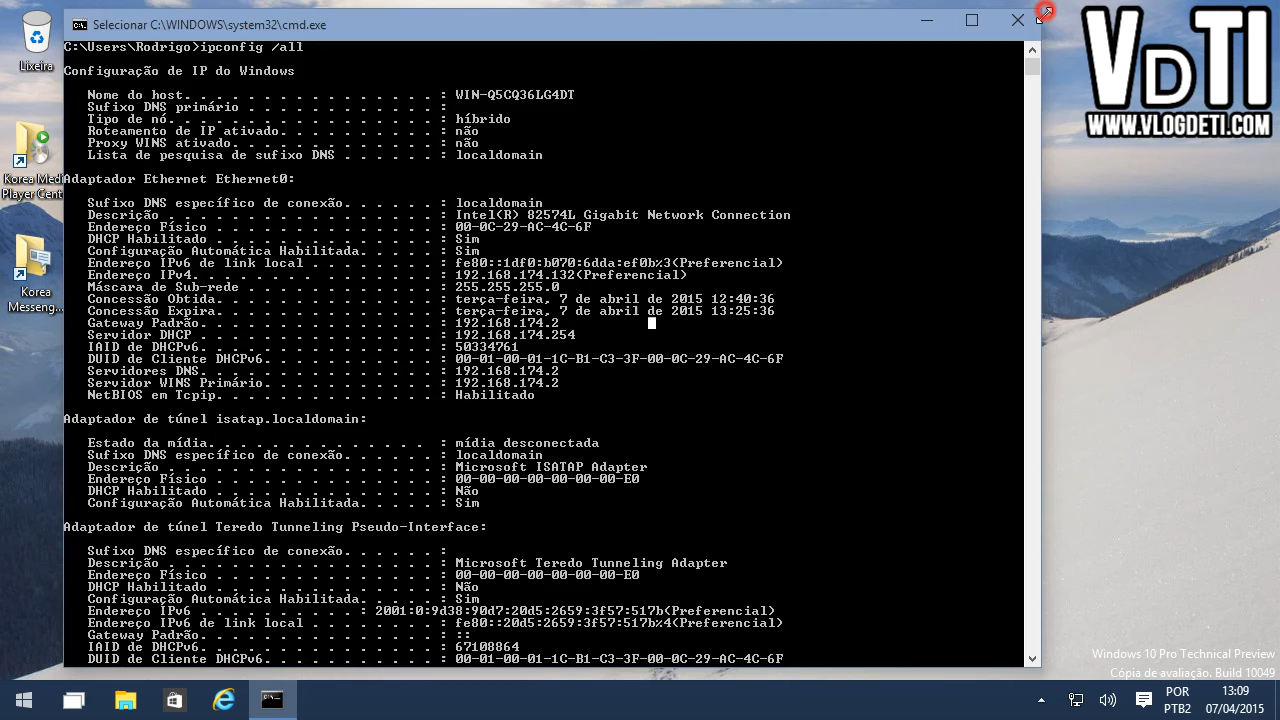 Selecionar C:\WINDOWS\system32\cmd.exe
C:\Users\Rodrigo>ipconfig /all
Configuração de IP do Windows
Nome do host. . . . . . . . . . . . . . . . : WIN-Q5CQ36LG4DT
Sufixo DNS primário . . . . . . . . . . . . :
Tipo de nó. . . . . . . . . . . . . . . . . : híbrido
Roteamento de IP ativado. . . . . . . . . . : não
Proxy WINS ativado. . . . . . . . . . . . . : não
Lista de pesquisa de sufixo DNS . . . . . . : localdomain
Adaptador Ethernet Ethernet0:
Sufixo DNS específico de conexão. . . . . . : localdomain
Descrição . . . . . . . . . . . . . . . . . : Intel(R) 82574L Gigabit Network Connection
Endereço Físico . . . . . . . . . . . . . . : 00-0C-29-AC-4C-6F
DHCP Habilitado . . . . . . . . . . . . . . : Sim
Configuração Automática Habilitada. . . . . : Sim
Endereço IPv6 de link local . . . . . . . . : fe80::1df0:b070:6dda:ef0b%3(Preferencial)
Endereço IPv4. . . . . . . . . . . . . . . : 192.168.174.132(Preferencial)
Máscara de Sub-rede . . . . . . . . . . . . : 255.255.255.0
Concessão Obtida. . . . . . . . . . . . . . : terça-feira, 7 de abril de 2015 12:40:36
Concessão Expira. . . . . . . . . . . . . . : terça-feira, 7 de abril de 2015 13:25:36
Gateway Padrão. . . . . . . . . . . . . . . : 192.168.174.2
Servidor DHCP . . . . . . . . . . . . . . . : 192.168.174.254
IAID de DHCPv6. . . . . . . . . . . . . . . : 50334761
DUID de Cliente DHCPv6. . . . . . . . . . . : 00-01-00-01-1C-B1-C3-3F-00-0C-29-AC-4C-6F
Servidores DNS. . . . . . . . . . . . . . . : 192.168.174.2
Servidor WINS Primário. . . . . . . . . . . : 192.168.174.2
NetBIOS em Tcpip. . . . . . . . . . . . . . : Habilitado
Adaptador de túnel isatap.localdomain:
Estado da mídia. . . . . . . . . . . . . . : mídia desconectada
Sufixo DNS específico de conexão. . . . . . : localdomain
Descrição . . . . . . . . . . . . . . . . . : Microsoft ISATAP Adapter
Endereço Físico . . . . . . . . . . . . . . : 00-00-00-00-00-00-00-E0
DHCP Habilitado . . . . . . . . . . . . . . : Não
Configuração Automática Habilitada. . . . . : Sim
Adaptador de túnel Teredo Tunneling Pseudo-Interface:
Sufixo DNS específico de conexão. . . . . . :
Descrição . . . . . . . . . . . . . . . . . : Microsoft Teredo Tunneling Adapter
Endereço Físico . . . . . . . . . . . . . . : 00-00-00-00-00-00-00-E0
DHCP Habilitado . . . . . . . . . . . . . . : Não
Configuração Automática Habilitada. . . . . : Sim
Endereço IPv6 . . . . . . . . . . : 2001:0:9d38:90d7:20d5:2659:3f57:517b(Preferencial)
Endereço IPv6 de link local . . . . . . . . : fe80::20d5:2659:3f57:517b%4(Preferencial)
Gateway Padrão. . . . . . . . . . . . . . . : ::
IAID de DHCPv6. . . . . . . . . . . . . . . : 67108864
DUID de Cliente DHCPv6. . . . . . . . . . . : 00-01-00-01-1C-B1-C3-3F-00-0C-29-AC-4C-6F
Lixeira
Korea Med
Player Cent
Korea
Messeng...
VDTI
WWW.VLOGDETI.COM
Windows 10 Pro Technical Preview
Cópia de avaliação. Build 10049
POR
PTB2
13:09
07/04/2015